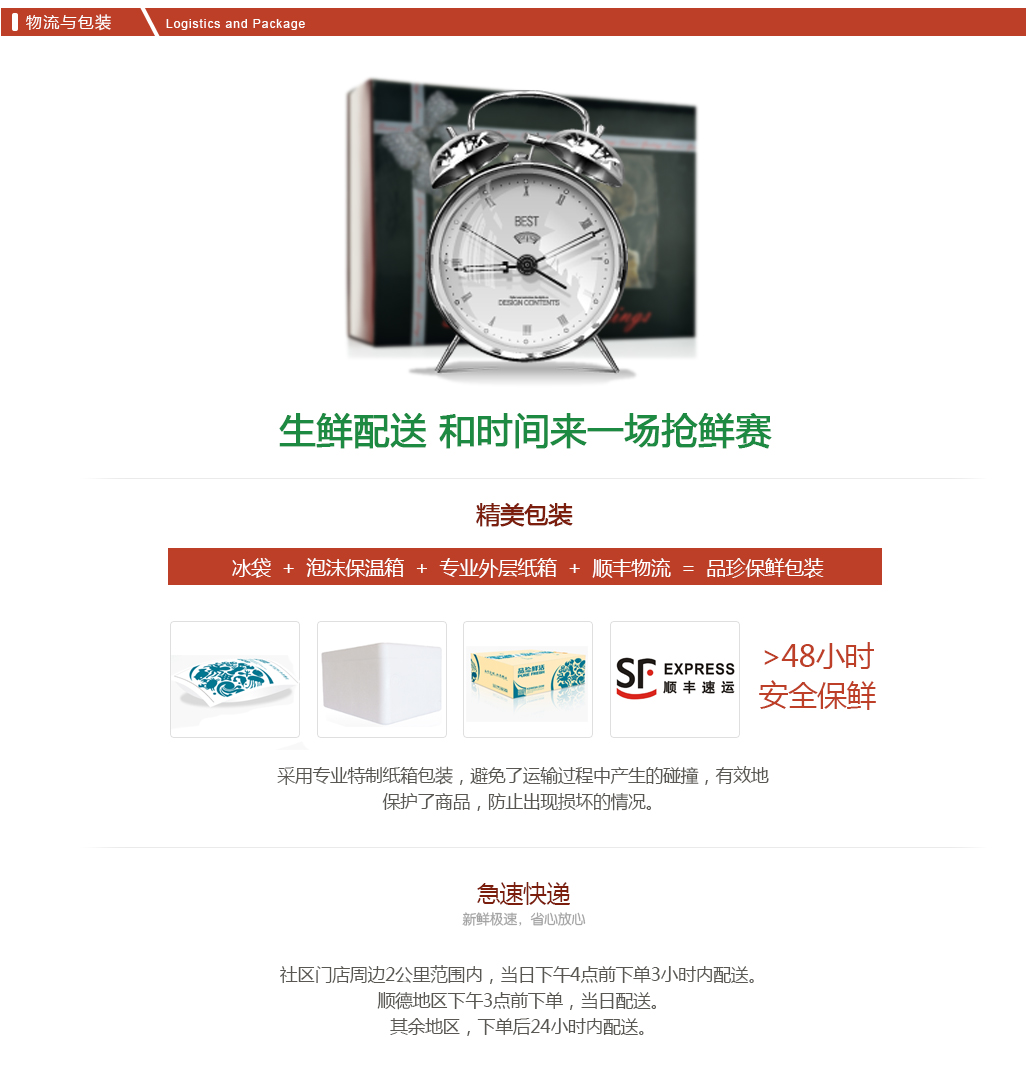 物流与包装 Logistics and Package
BEST
DESIGN CONTENTS
生鲜配送 和时间来一场抢鲜赛
精美包装
冰袋 + 泡沫保温箱 + 专业外层纸箱 + 顺丰物流 = 品珍保鲜包装
品珍鲜活
PURE FRESH
SF EXPRESS
顺丰速运
>48小时
安全保鲜
采用专业特制纸箱包装，避免了运输过程中产生的碰撞，有效地
保护了商品，防止出现损坏的情况。
急速快递
新鲜极速，省心放心
社区门店周边2公里范围内，当日下午4点前下单3小时内配送。
顺德地区下午3点前下单，当日配送。
其余地区，下单后24小时内配送。